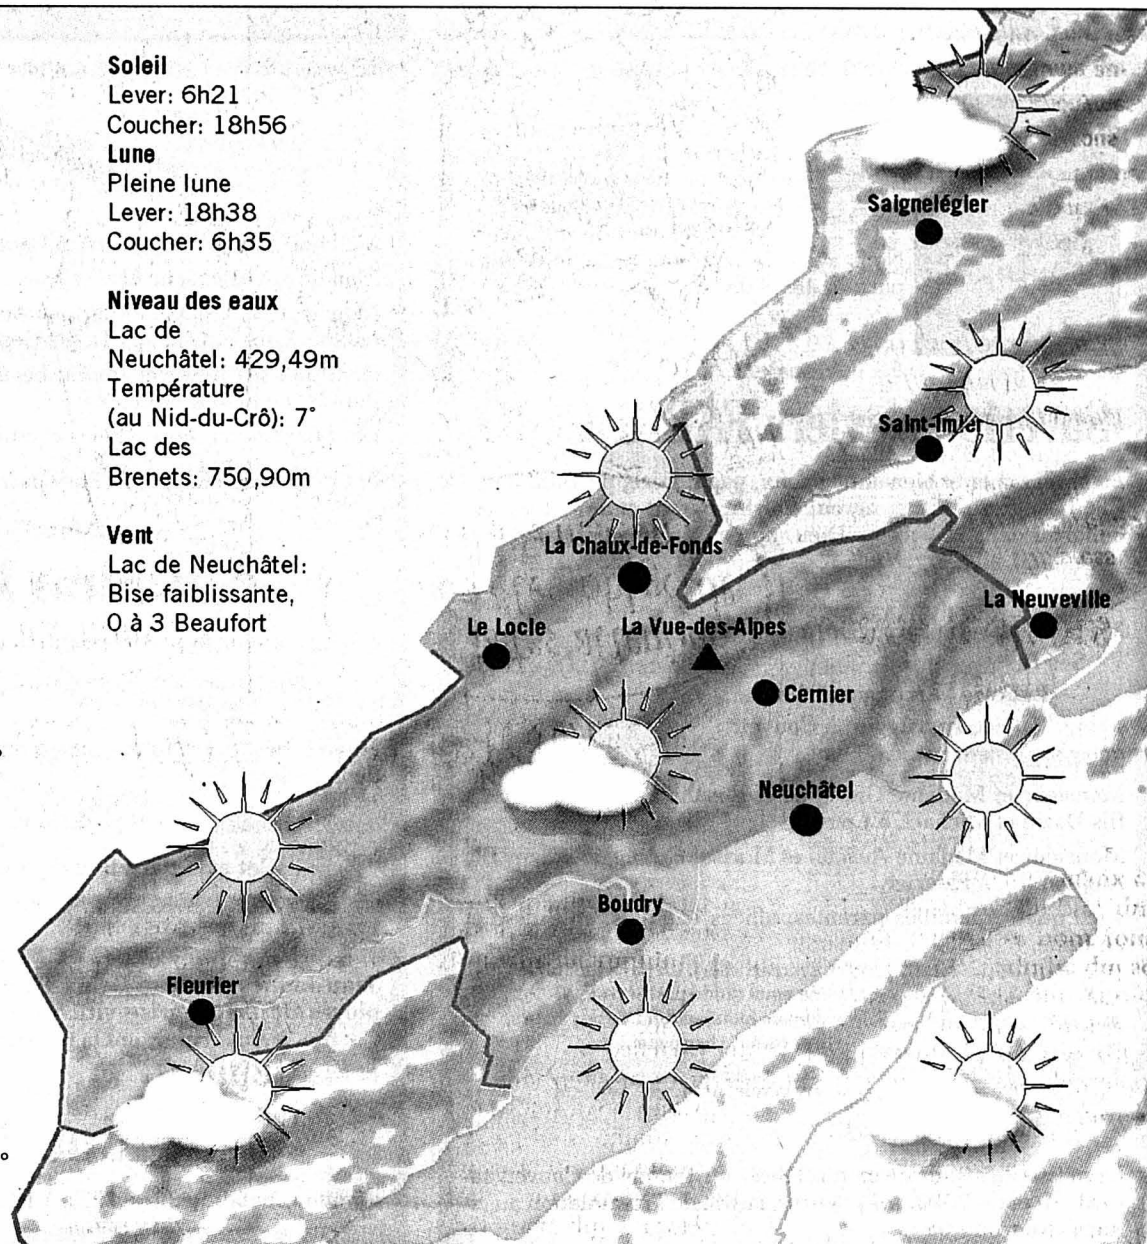 Soleil
Lever: 6h21
Coucher: 18h56
Lune
Pleine lune
Lever: 18h38
Coucher: 6h35
Niveau des eaux
Lac de
Neuchâtel: 429,49m
Température
(au Nid-du-Crô): 7°
Lac des
Brenets: 750,90m
Vent
Lac de Neuchâtel:
Bise faiblissante,
0 à 3 Beaufort
Saignelégier
Saint-Imier
La Chaux-de-Fonds
La Neuveville
Le Locle
La Vue-des-Alpes
Cernier
Neuchâtel
Boudry
Fleurier